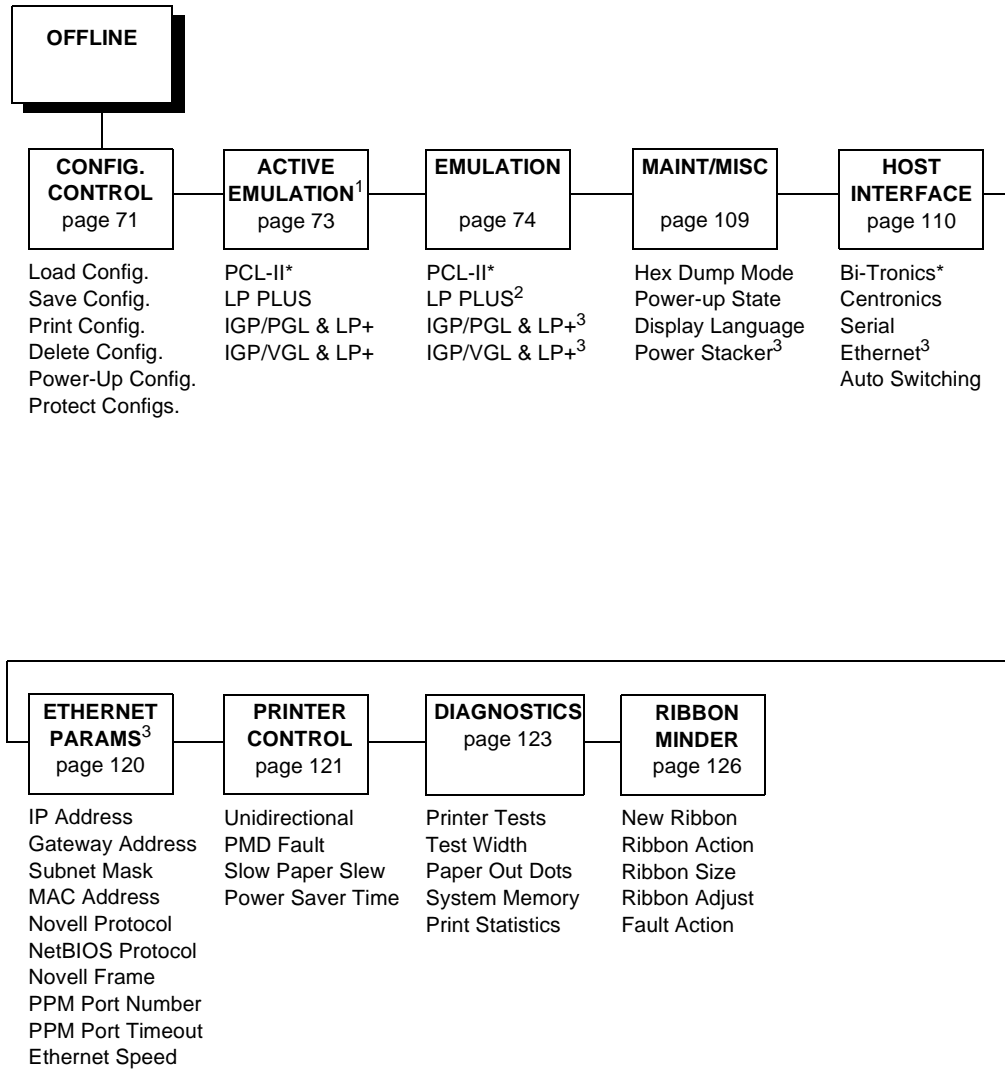 OFFLINE
CONFIG.
CONTROL
page 71
Load Config.
Save Config.
Print Config.
Delete Config.
Power-Up Config.
Protect Configs.
ACTIVE
EMULATION1
page 73
PCL-II*
LP PLUS
IGP/PGL & LP+
IGP/VGL & LP+
EMULATION
page 74
PCL-II*
LP PLUS2
IGP/PGL & LP+3
IGP/VGL & LP+3
MAINT/MISC
page 109
Hex Dump Mode
Power-up State
Display Language
Power Stacker3
HOST
INTERFACE
page 110
Bi-Tronics*
Centronics
Serial
Ethernet3
Auto Switching
ETHERNET
PARAMS3
page 120
IP Address
Gateway Address
Subnet Mask
MAC Address
Novell Protocol
NetBIOS Protocol
Novell Frame
PPM Port Number
PPM Port Timeout
Ethernet Speed
PRINTER
CONTROL
page 121
Unidirectional
PMD Fault
Slow Paper Slew
Power Saver Time
DIAGNOSTICS
page 123
Printer Tests
Test Width
Paper Out Dots
System Memory
Print Statistics
RIBBON
MINDER
page 126
New Ribbon
Ribbon Action
Ribbon Size
Ribbon Adjust
Fault Action